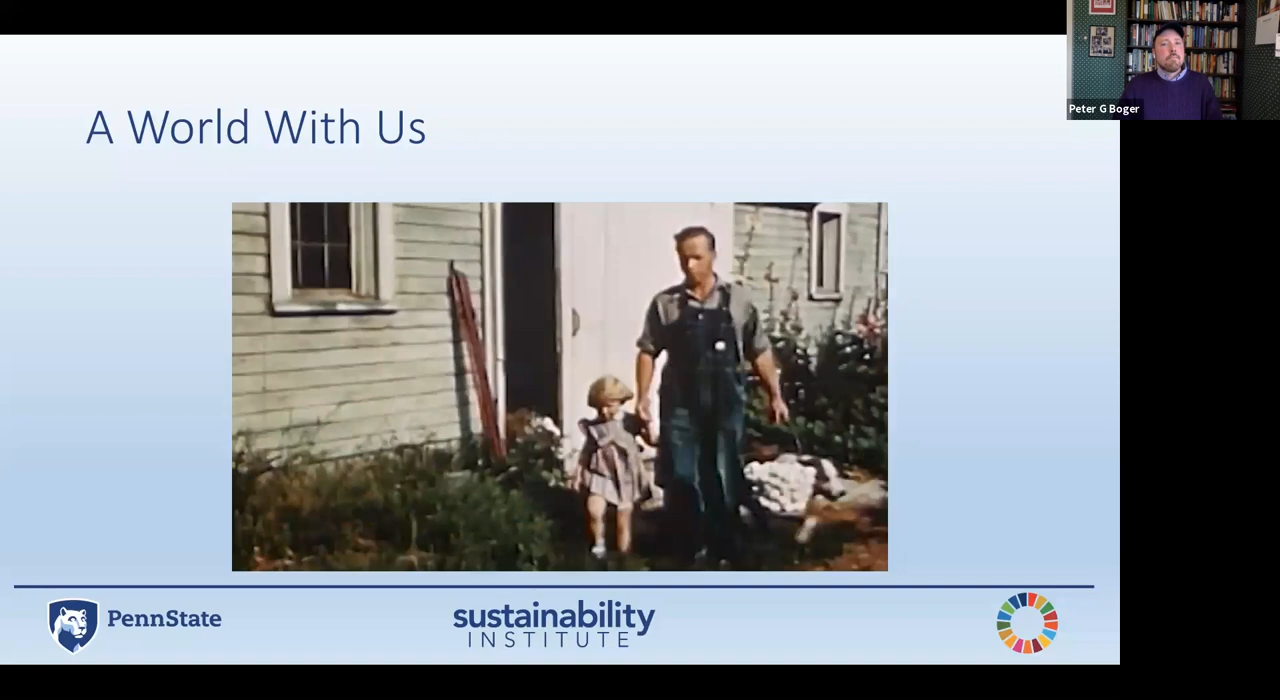 Peter G Boger
A World With Us
PennState
sustainability
INSTITUTE